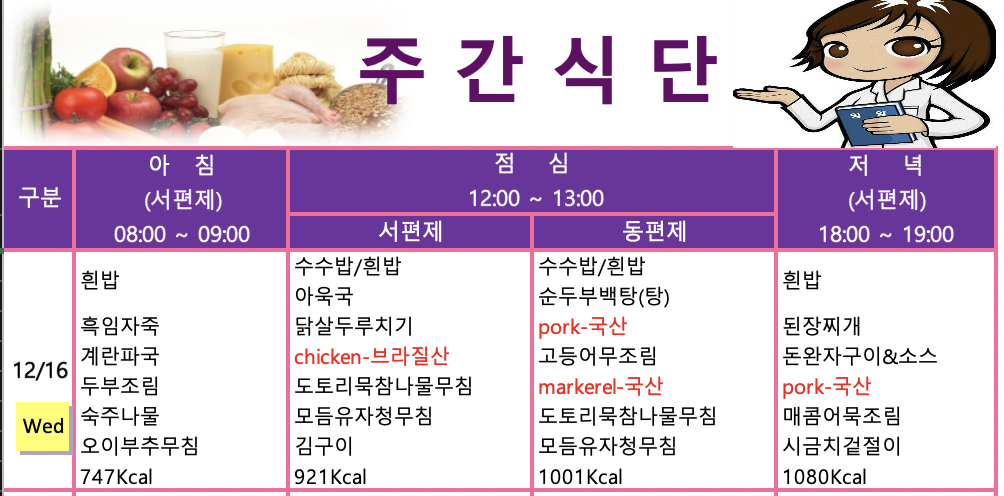 주간식단
구분
아 침
(서편제)
08:00 ~ 09:00
점 심
12:00 ~ 13:00
서편제
동편제
저 녁
(서편제)
18:00 ~ 19:00
12/16
Wed
흰밥
흑임자죽
계란파국
두부조림
숙주나물
오이부추무침
747Kcal
수수밥/흰밥
아욱국
닭살두루치기
chicken-브라질산
도토리묵참나물무침
모듬유자청무침
김구이
921Kcal
수수밥/흰밥
순두부백탕(탕)
pork-국산
고등어무조림
markerel-국산
도토리묵참나물무침
모듬유자청무침
1001Kcal
흰밥
된장찌개
돈완자구이&소스
pork-국산
매콤어묵조림
시금치겉절이
1080Kcal